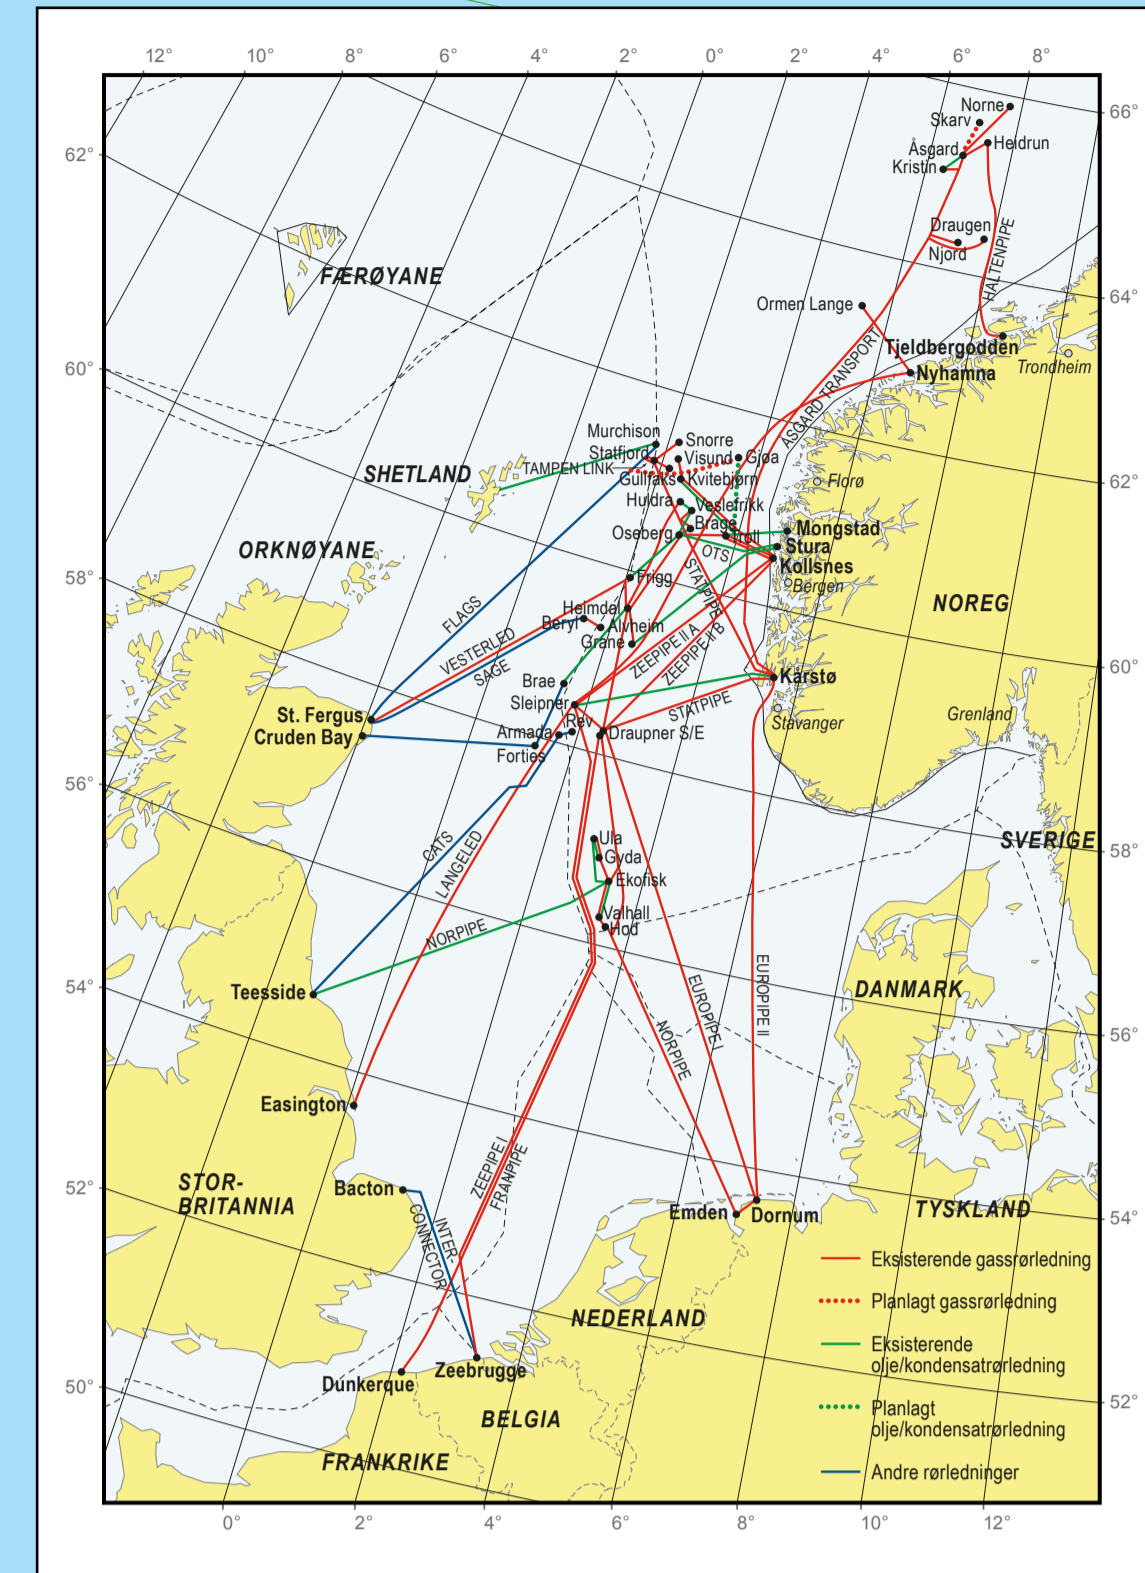 12° 10° 8° 6° 4° 2° 0° 2° 4° 6° 8°
66°
Norne
Skarv
Heidrun
Åsgard
Kristin
62°
Draugen
Njord
HALTENPIPE
FÆRØYANE
64°
Ormen Lange
Tjeldbergodden
Trondheim
Nyhamna
60°
ÅSGARD TRANSPORT
Murchison
Snorre
Statfjord
Visund
Gjøa
SHETLAND
TAMPEN LINK
Gullfaks
Kvitebjørn
Florø
62°
Huldra
Veslefrikk
Brage
Mongstad
Oseberg
Troll
Stura
ORKNØYANE
OTS
Kollsnes
58°
Frigg
STATPIPE
Bergen
NOREG
FLAGS
Heimdal
Beryl
Alvheim
VESTERLED
Grane
ZEEPIPE II A
ZEEPIPE II B
60°
SAGE
Brae
Kårstø
Sleipner
STATPIPE
St. Fergus
Rev
Stavanger
Grenland
Cruden Bay
Armada
Draupner S/E
Forties
56°
CATS
LANGELED
Ula
Gyda
SVERIGE
58°
Ekofisk
Valhall
Hod
NORPIPE
54°
Teesside
EUROPIPE I
EUROPIPE II
DANMARK
NORPIPE
56°
Easington
ZEEPIPE I
FRANPIPE
52°
STOR-
BRITANNIA
Bacton
INTER-
CONNECTOR
Emden
Dornum
TYSKLAND
54°
Eksisterende gassrørledning
Planlagt gassrørledning
NEDERLAND
Eksisterende
olje/kondensatrørledning
50°
Dunkerque
Zeebrugge
52°
Planlagt
olje/kondensatrørledning
BELGIA
FRANKRIKE
Andre rørledninger
0° 2° 4° 6° 8° 10° 12°